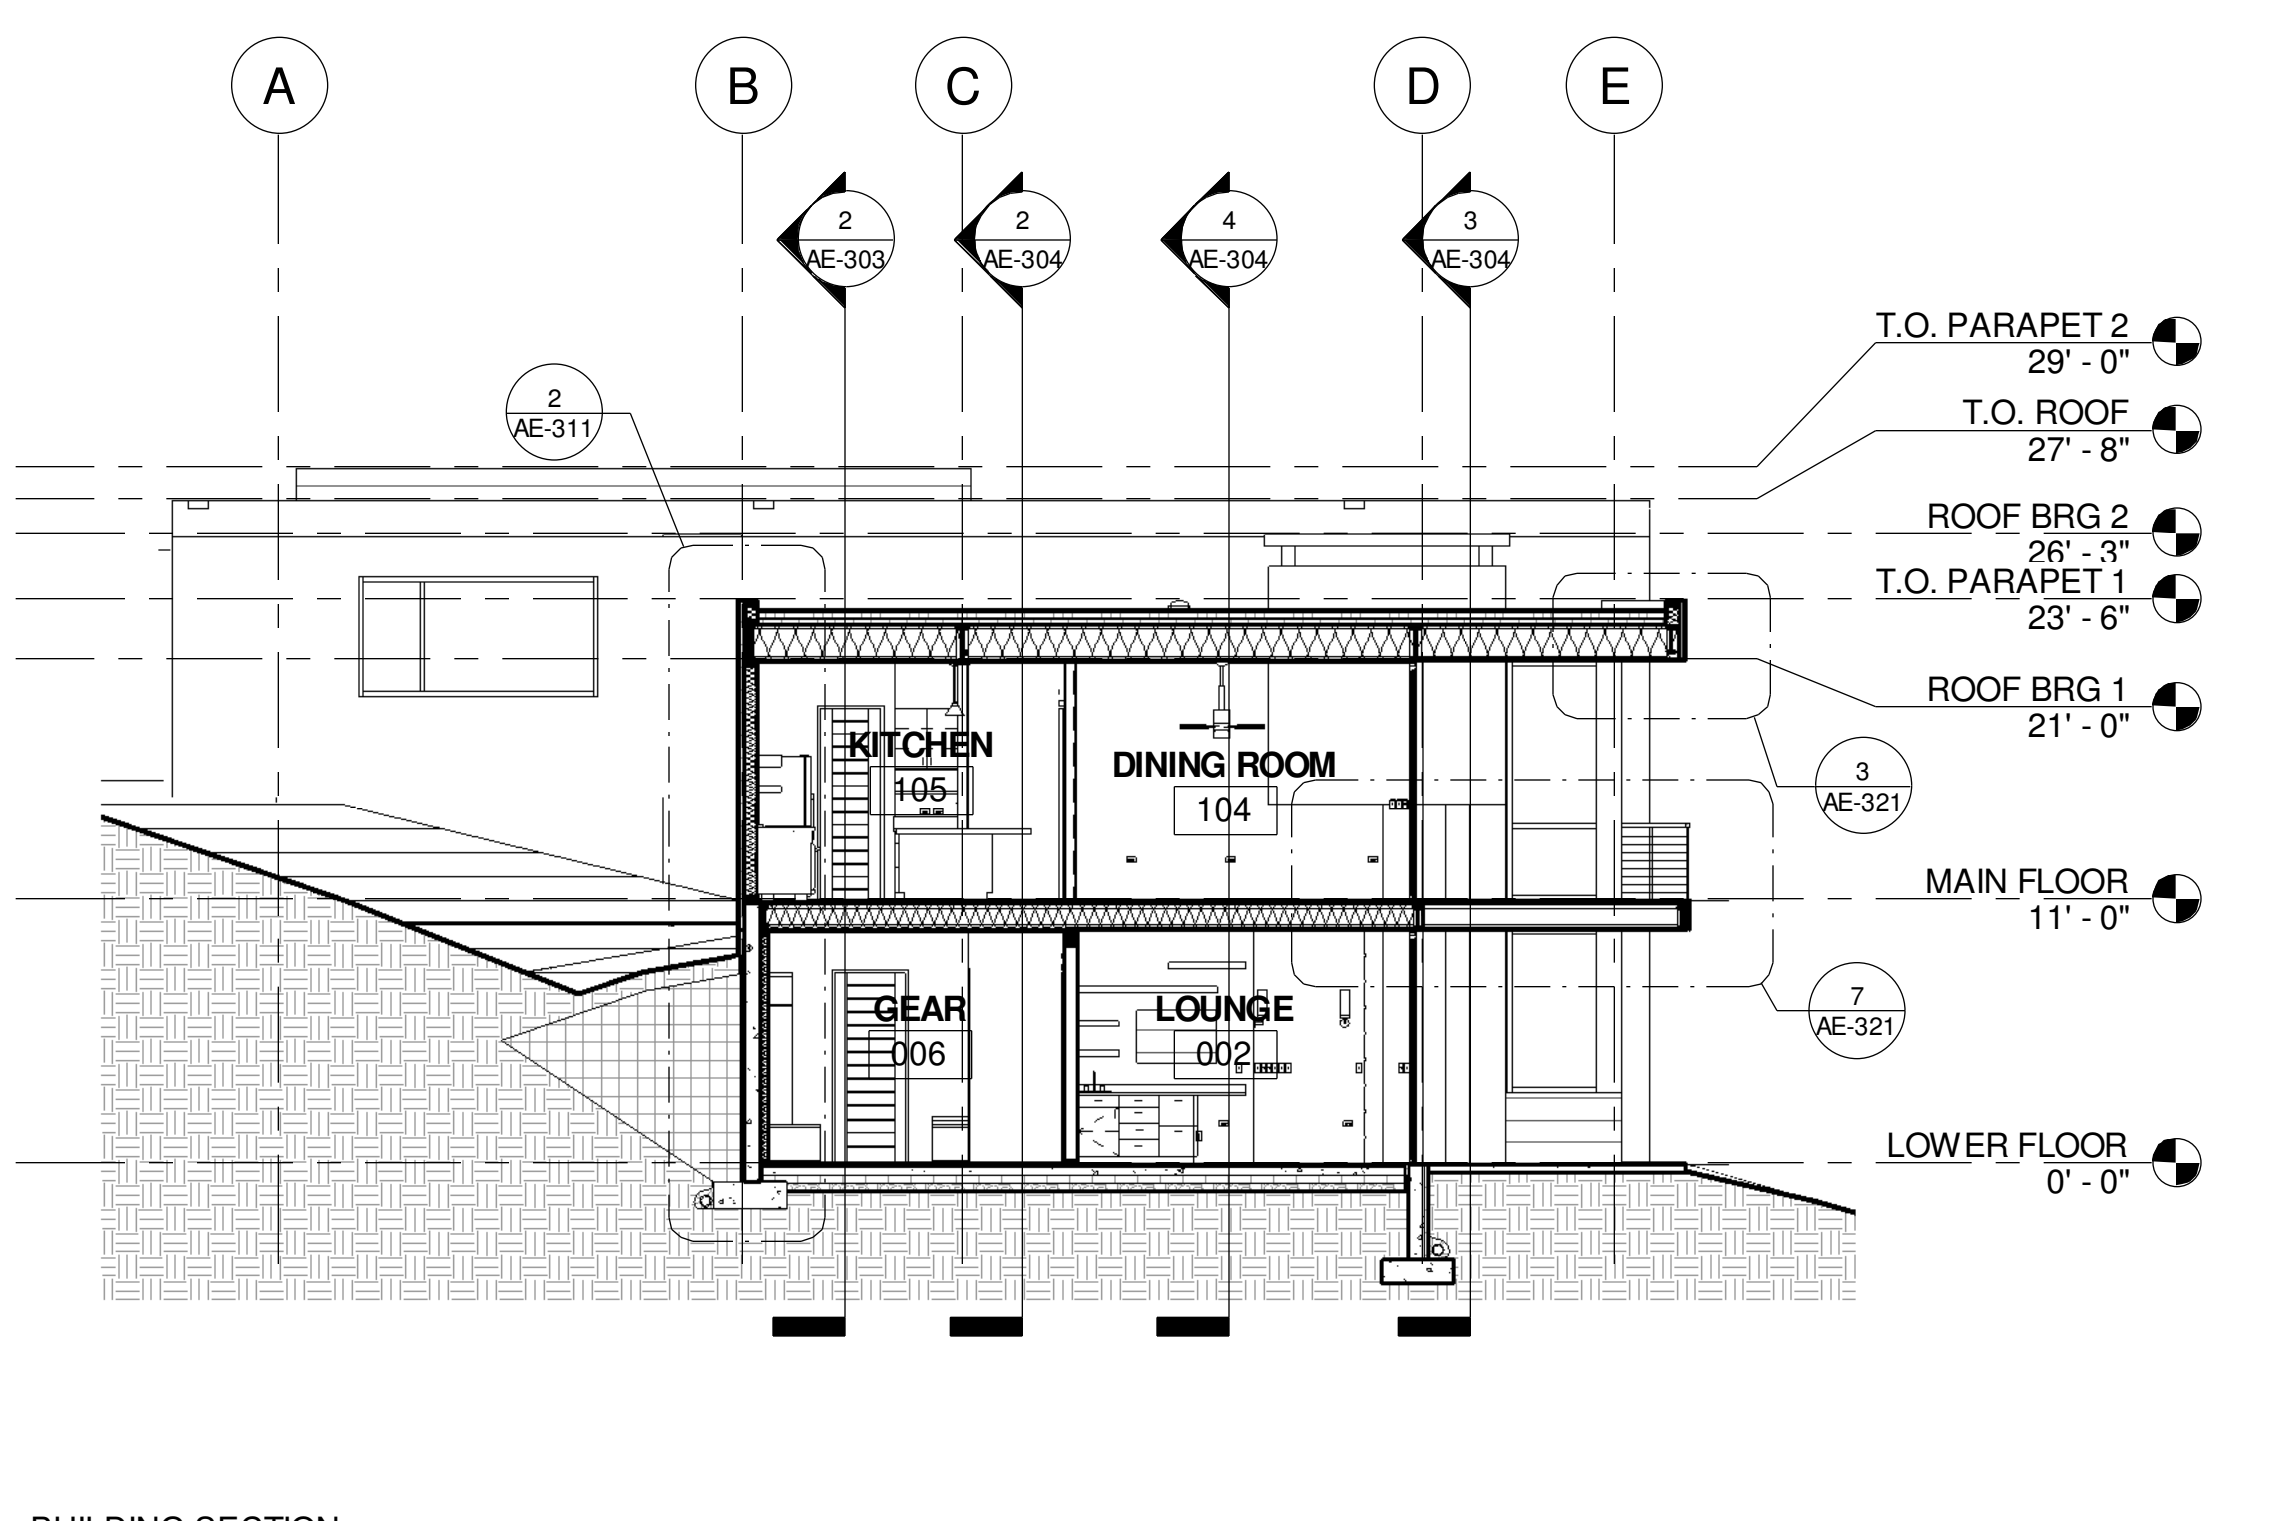 A
B
C
D
E
2
AE-303
2
AE-304
4
AE-304
3
AE-304
T.O. PARAPET 2
29' - 0"
2
AE-311
T.O. ROOF
27' - 8"
ROOF BRG 2
26' - 3"
T.O. PARAPET 1
23' - 6"
ROOF BRG 1
21' - 0"
KITCHEN
105
DINING ROOM
104
3
AE-321
MAIN FLOOR
11' - 0"
GEAR
006
LOUNGE
002
7
AE-321
LOWER FLOOR
0' - 0"
BUILDING SECTION